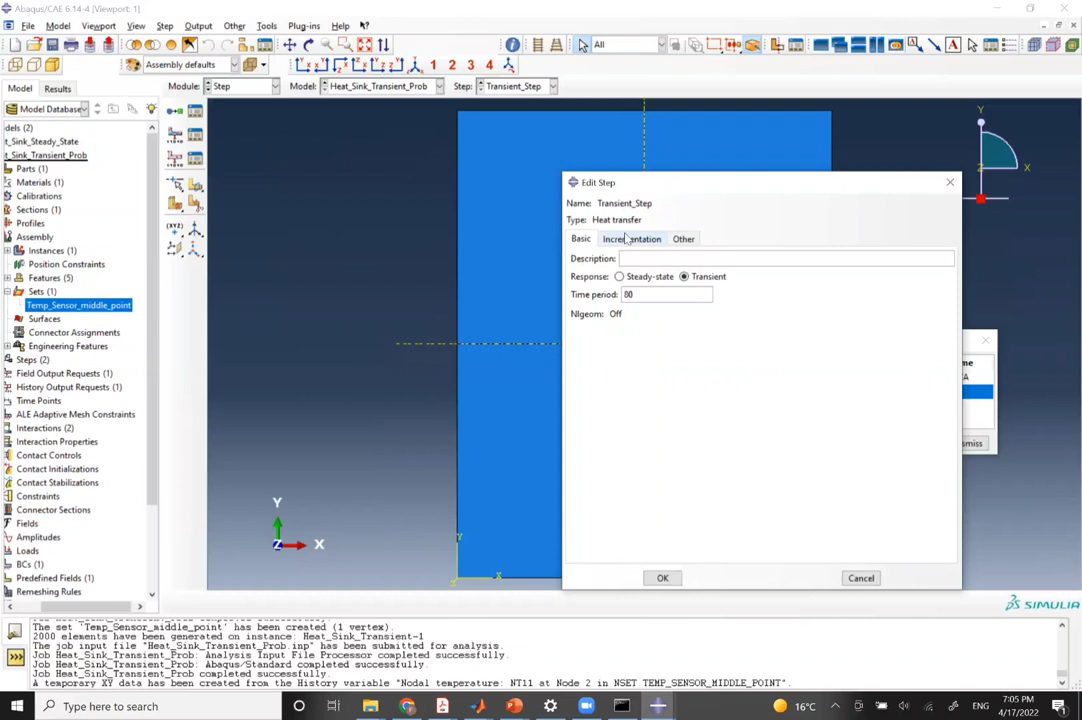 Abaqus/CAE 6.14-4 [Viewport: 1]
File Model Viewport View Step Output Other Tools Plug-ins Help
All
Assembly defaults
1 2 3 4
Model Results
Module: Step Model: Heat_Sink_Transient_Prob Step: Transient_Step
Model Database
dels (2)
t_Sink_Steady_State
t_Sink_Transient_Prob
Parts (1)
Materials (1)
Calibrations
Sections (1)
Profiles
Assembly
Instances (1)
Position Constraints
Features (5)
Sets (1)
Temp_Sensor_middle_point
Surfaces
Connector Assignments
Engineering Features
Steps (2)
Field Output Requests (1)
History Output Requests (1)
Time Points
ALE Adaptive Mesh Constraints
Interactions (2)
Interaction Properties
Contact Controls
Contact Initializations
Contact Stabilizations
Constraints
Connector Sections
Fields
Amplitudes
Loads
BCs (1)
Predefined Fields (1)
Remeshing Rules
Y
X
Z
Edit Step
Name: Transient_Step
Type: Heat transfer
Basic Incrementation Other
Description:
Response: Steady-state Transient
Time period: 80
Nlgeom: Off
OK Cancel
me
A
miss
Y
X
Z
Y
X
SIMULIA
The set 'Temp_Sensor_middle_point' has been created (1 vertex).
2000 elements have been generated on instance: Heat_Sink_Transient-1
The job input file "Heat_Sink_Transient_Prob.inp" has been submitted for analysis.
Job Heat_Sink_Transient_Prob: Analysis Input File Processor completed successfully.
Job Heat_Sink_Transient_Prob: Abaqus/Standard completed successfully.
Job Heat_Sink_Transient_Prob completed successfully.
A temporary XY data has been created from the History variable "Nodal temperature: NT11 at Node 2 in NSET TEMP_SENSOR_MIDDLE_POINT".
Type here to search
16°C
ENG
7:05 PM
4/17/2022